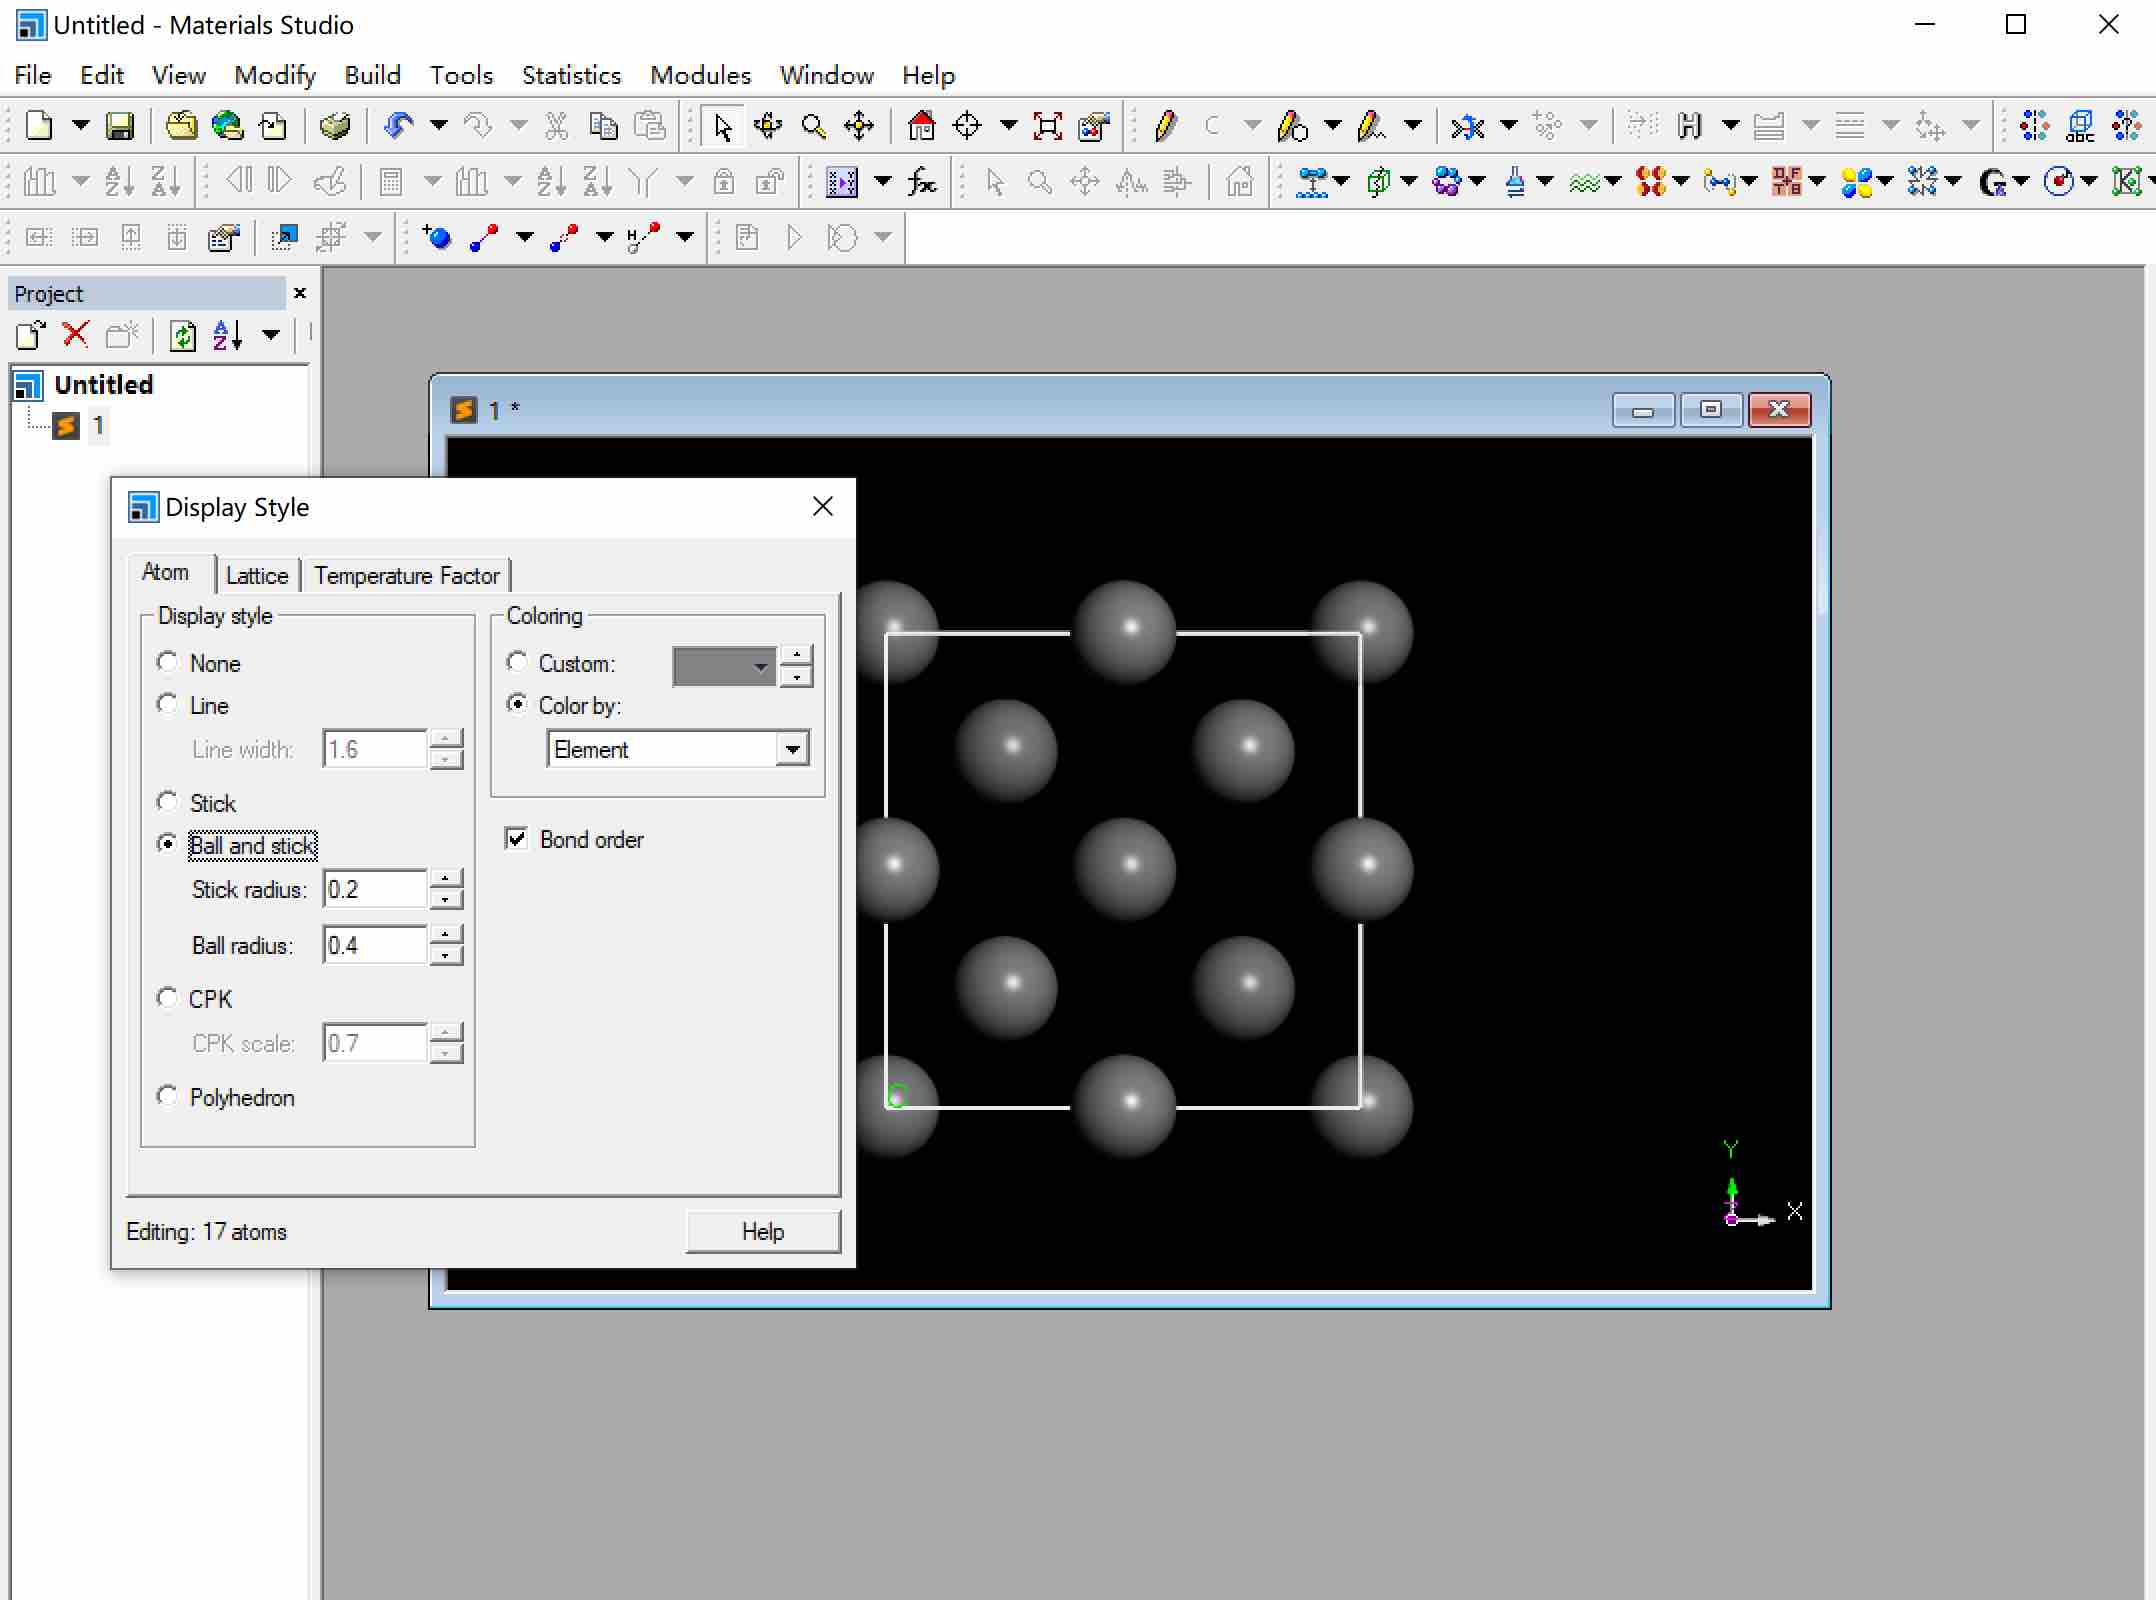 Untitled - Materials Studio
File Edit View Modify Build Tools Statistics Modules Window Help
Project
Untitled
1
1 *
Display Style
Atom Lattice Temperature Factor
Display style
None
Line
Line width: 1.6
Stick
Ball and stick
Stick radius: 0.2
Ball radius: 0.4
CPK
CPK scale: 0.7
Polyhedron
Coloring
Custom:
Color by:
Element
Bond order
Editing: 17 atoms
Help
Y
X